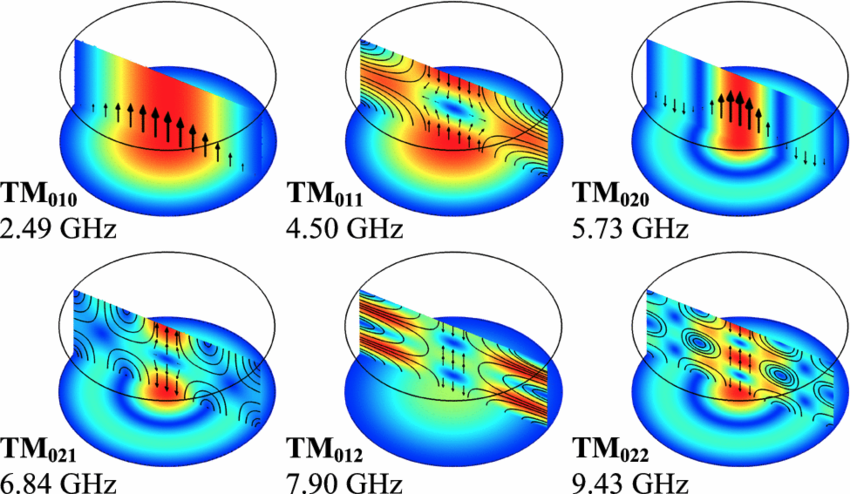 TM₀₁₀
2.49 GHz
TM₀₁₁
4.50 GHz
TM₀₂₀
5.73 GHz
TM₀₂₁
6.84 GHz
TM₀₁₂
7.90 GHz
TM₀₂₂
9.43 GHz